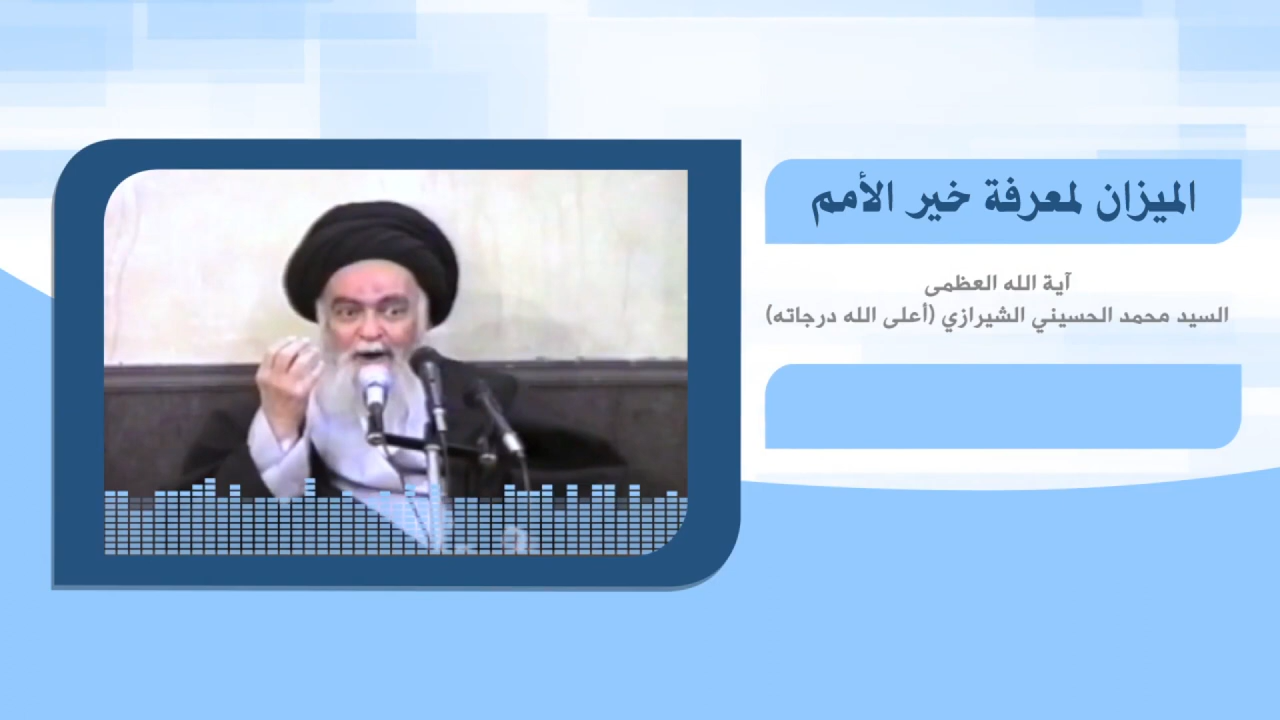 الميزان لمعرفة خير الأمم
آية الله العظمى
السيد محمد الحسيني الشيرازي (أعلى الله درجاته)